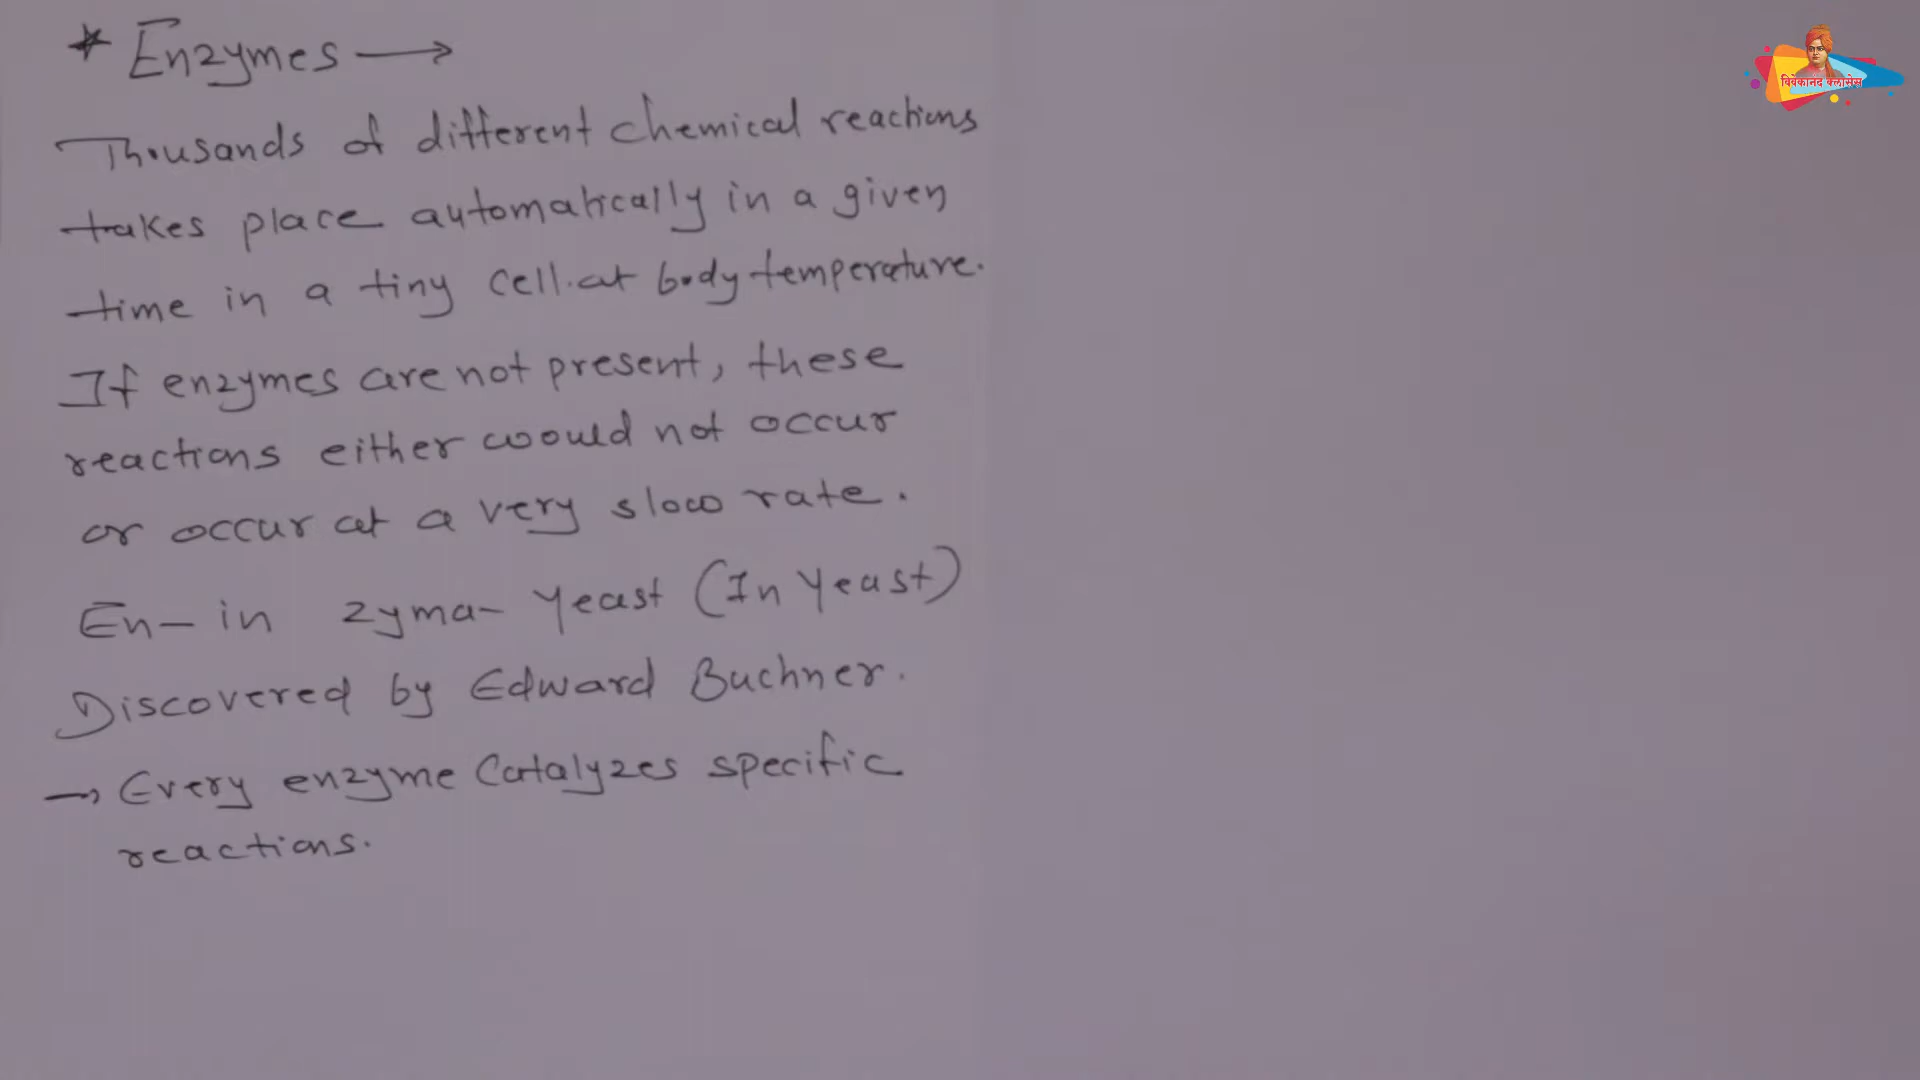 * Enzymes →
Thousands of different chemical reactions
takes place automatically in a given
time in a tiny cell.at body temperature.
If enzymes are not present, these
reactions either would not occur
or occur at a very slow rate.
En- in zyma- Yeast (In Yeast)
Discovered by Edward Buchner.
→ Every enzyme Catalyzes specific
reactions.
विवेकानंद क्लासेस